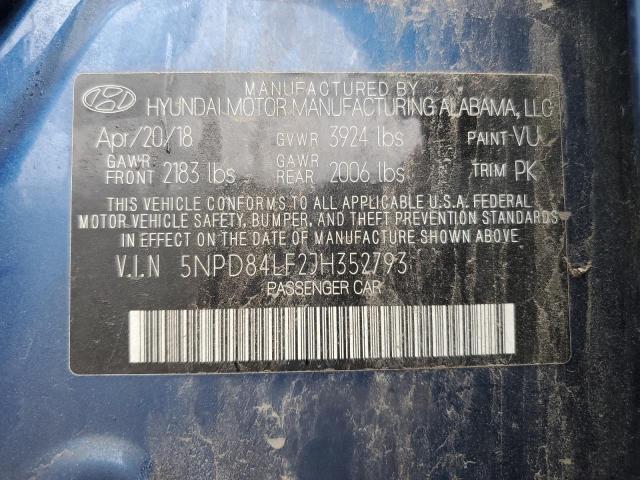 MANUFACTURED BY
HYUNDAI MOTOR MANUFACTURING ALABAMA, LLC
Apr/20/18 GVWR 3924 lbs PAINT VU
GAWR FRONT 2183 lbs GAWR REAR 2006 lbs TRIM PK
THIS VEHICLE CONFORMS TO ALL APPLICABLE U.S.A. FEDERAL
MOTOR VEHICLE SAFETY, BUMPER, AND THEFT PREVENTION STANDARDS
IN EFFECT ON THE DATE OF MANUFACTURE SHOWN ABOVE.
V.I.N 5NPD84LF2JH352793
PASSENGER CAR